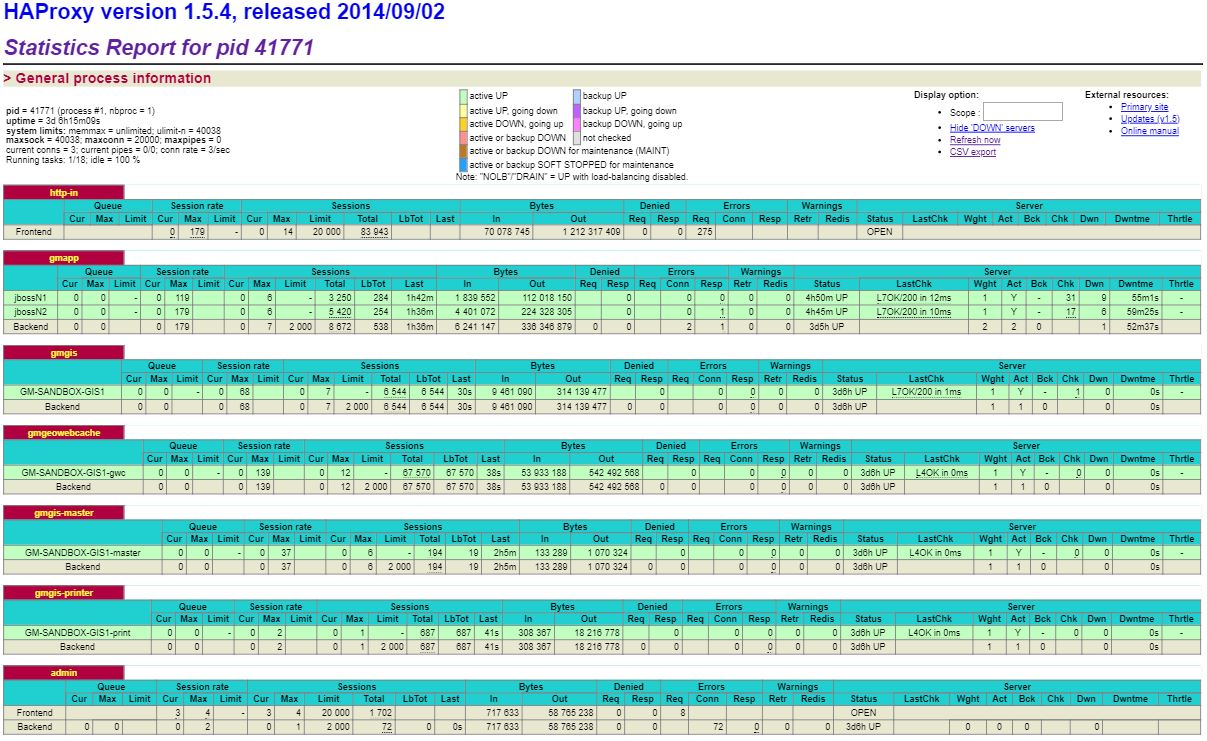 HAProxy version 1.5.4, released 2014/09/02
Statistics Report for pid 41771
> General process information
pid = 41771 (process #1, nbproc = 1)
uptime = 3d 6h15m09s
system limits: memmax = unlimited; ulimit-n = 40038
maxsock = 40038; maxconn = 20000; maxpipes = 0
current conns = 3; current pipes = 0/0; conn rate = 3/sec
Running tasks: 1/18; idle = 100 %
active UP backup UP
active UP, going down backup UP, going down
active DOWN, going up backup DOWN, going up
active or backup DOWN not checked
active or backup DOWN for maintenance (MAINT)
active or backup SOFT STOPPED for maintenance
Note: "NOLB"/"DRAIN" = UP with load-balancing disabled.
Display option:
• Scope :
• Hide 'DOWN' servers
• Refresh now
• CSV export
External resources:
• Primary site
• Updates (v1.5)
• Online manual
http-in
Queue Session rate Sessions Bytes Denied Errors Warnings Server
Cur Max Limit Cur Max Limit Cur Max Limit Total LbTot Last In Out Req Resp Req Conn Resp Retr Redis Status LastChk Wght Act Bck Chk Dwn Dwntme Thrtle
Frontend 0 179 - 0 14 20 000 83 943 70 078 745 1 212 317 409 0 0 275 OPEN
gmapp
Queue Session rate Sessions Bytes Denied Errors Warnings Server
Cur Max Limit Cur Max Limit Cur Max Limit Total LbTot Last In Out Req Resp Req Conn Resp Retr Redis Status LastChk Wght Act Bck Chk Dwn Dwntme Thrtle
jbossN1 0 0 - 0 119 0 6 - 3 250 284 1h42m 1 839 552 112 018 150 0 0 0 0 0 4h50m UP L7OK/200 in 12ms 1 Y - 31 9 55m1s -
jbossN2 0 0 - 0 179 0 6 - 5 420 254 1h36m 4 401 072 224 328 305 0 0 1 0 0 4h45m UP L7OK/200 in 10ms 1 Y - 17 6 59m25s -
Backend 0 0 0 179 0 7 2 000 8 672 538 1h36m 6 241 147 336 346 879 0 0 2 1 0 0 3d5h UP 2 2 0 1 52m37s
gmgis
Queue Session rate Sessions Bytes Denied Errors Warnings Server
Cur Max Limit Cur Max Limit Cur Max Limit Total LbTot Last In Out Req Resp Req Conn Resp Retr Redis Status LastChk Wght Act Bck Chk Dwn Dwntme Thrtle
GM-SANDBOX-GIS1 0 0 - 0 68 0 7 - 6 544 6 544 30s 9 461 090 314 139 477 0 0 0 0 0 3d6h UP L7OK/200 in 1ms 1 Y - 1 0 0s -
Backend 0 0 0 68 0 7 2 000 6 544 6 544 30s 9 461 090 314 139 477 0 0 0 0 0 0 3d6h UP 1 1 0 0 0s
gmgeowebcache
Queue Session rate Sessions Bytes Denied Errors Warnings Server
Cur Max Limit Cur Max Limit Cur Max Limit Total LbTot Last In Out Req Resp Req Conn Resp Retr Redis Status LastChk Wght Act Bck Chk Dwn Dwntme Thrtle
GM-SANDBOX-GIS1-gwc 0 0 - 0 139 0 12 - 67 570 67 570 38s 53 933 188 542 492 568 0 0 0 0 0 3d6h UP L4OK in 0ms 1 Y - 0 0 0s -
Backend 0 0 0 139 0 12 2 000 67 570 67 570 38s 53 933 188 542 492 568 0 0 0 0 0 0 3d6h UP 1 1 0 0 0s
gmgis-master
Queue Session rate Sessions Bytes Denied Errors Warnings Server
Cur Max Limit Cur Max Limit Cur Max Limit Total LbTot Last In Out Req Resp Req Conn Resp Retr Redis Status LastChk Wght Act Bck Chk Dwn Dwntme Thrtle
GM-SANDBOX-GIS1-master 0 0 - 0 37 0 6 - 194 19 2h5m 133 289 1 070 324 0 0 0 0 0 3d6h UP L4OK in 0ms 1 Y - 0 0 0s -
Backend 0 0 0 37 0 6 2 000 194 19 2h5m 133 289 1 070 324 0 0 0 0 0 0 3d6h UP 1 1 0 0 0s
gmgis-printer
Queue Session rate Sessions Bytes Denied Errors Warnings Server
Cur Max Limit Cur Max Limit Cur Max Limit Total LbTot Last In Out Req Resp Req Conn Resp Retr Redis Status LastChk Wght Act Bck Chk Dwn Dwntme Thrtle
GM-SANDBOX-GIS1-print 0 0 - 0 2 0 1 - 687 687 41s 308 367 18 216 778 0 0 0 0 0 3d6h UP L4OK in 0ms 1 Y - 0 0 0s -
Backend 0 0 0 2 0 1 2 000 687 687 41s 308 367 18 216 778 0 0 0 0 0 0 3d6h UP 1 1 0 0 0s
admin
Queue Session rate Sessions Bytes Denied Errors Warnings Server
Cur Max Limit Cur Max Limit Cur Max Limit Total LbTot Last In Out Req Resp Req Conn Resp Retr Redis Status LastChk Wght Act Bck Chk Dwn Dwntme Thrtle
Frontend 3 4 - 3 4 20 000 1 702 717 633 58 765 238 0 0 8 OPEN
Backend 0 0 0 2 0 1 2 000 72 0 0s 717 633 58 765 238 0 0 72 0 0 0 3d6h UP 0 0 0 0